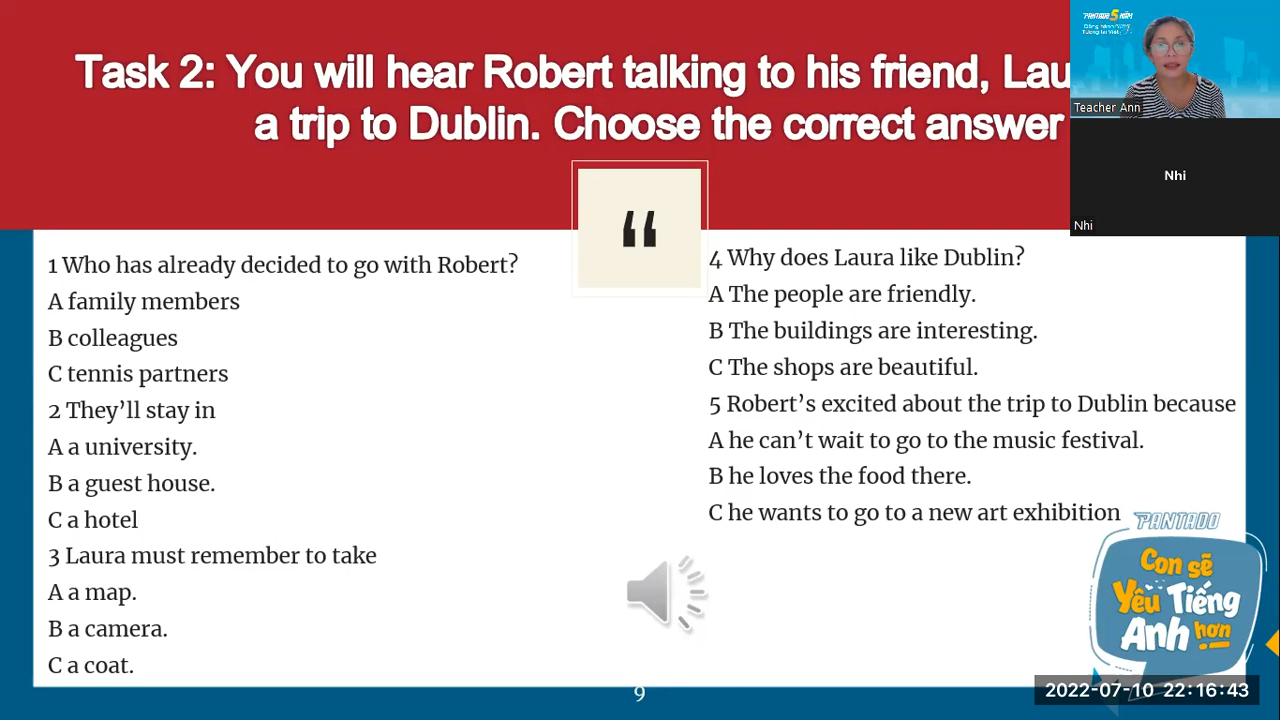 Task 2: You will hear Robert talking to his friend,
a trip to Dublin. Choose the correct answer
“
1 Who has already decided to go with Robert?
A family members
B colleagues
C tennis partners
2 They’ll stay in
A a university.
B a guest house.
C a hotel
3 Laura must remember to take
A a map.
B a camera.
C a coat.
4 Why does Laura like Dublin?
A The people are friendly.
B The buildings are interesting.
C The shops are beautiful.
5 Robert’s excited about the trip to Dublin because
A he can’t wait to go to the music festival.
B he loves the food there.
C he wants to go to a new art exhibition
PANTADO
Con sẽ
Yêu Tiếng
Anh hơn
9
PANTADO 5 NĂM
Teacher Ann
Nhi
Nhi
2022-07-10 22:16:43